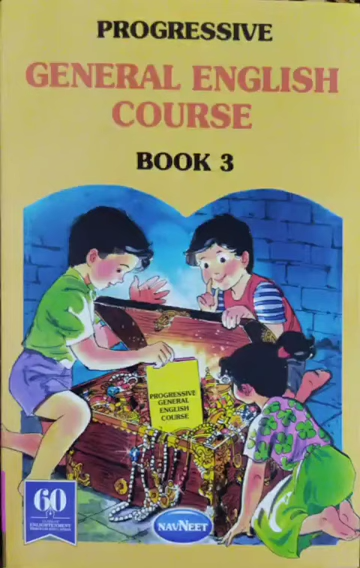 PROGRESSIVE
GENERAL ENGLISH
COURSE
BOOK 3
PROGRESSIVE
GENERAL
ENGLISH
COURSE
60
NAVNEET